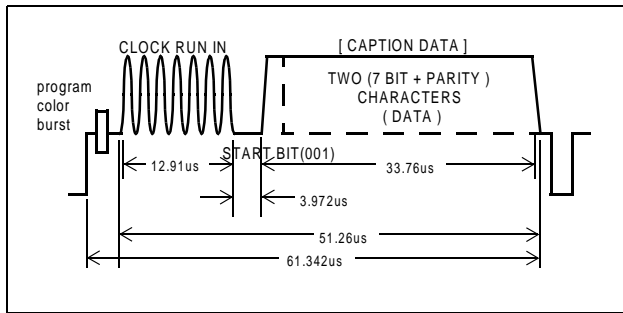 CLOCK RUN IN
[ CAPTION DATA ]
program
color
burst
TWO (7 BIT + PARITY )
CHARACTERS
( DATA )
START BIT(001)
12.91us
33.76us
3.972us
51.26us
61.342us